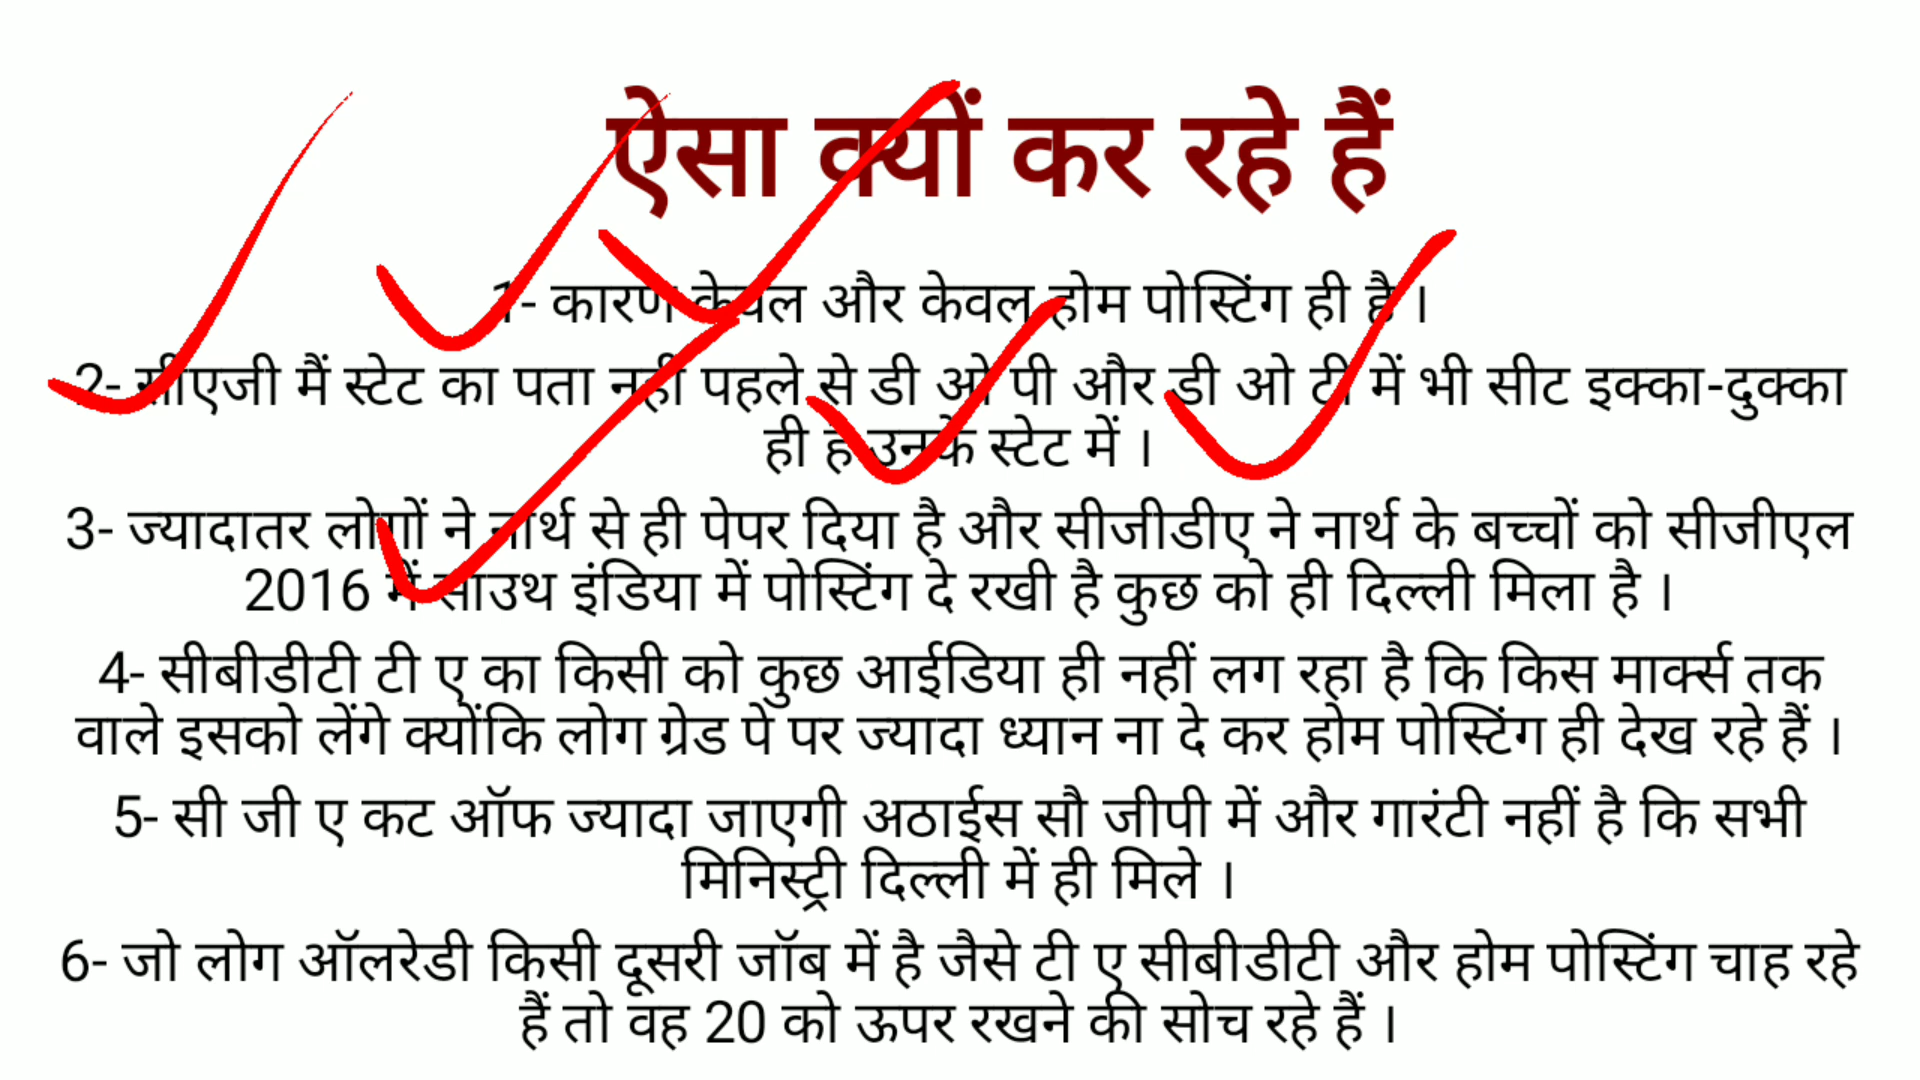 ऐसा क्यों कर रहे हैं
1- कारण केवल और केवल होम पोस्टिंग ही है ।
2- सीएजी मैं स्टेट का पता नहीं पहले से डी ओ पी और डी ओ टी में भी सीट इक्का-दुक्का
ही है उनके स्टेट में ।
3- ज्यादातर लोगों ने नार्थ से ही पेपर दिया है और सीजीडीए ने नार्थ के बच्चों को सीजीएल
2016 में साउथ इंडिया में पोस्टिंग दे रखी है कुछ को ही दिल्ली मिला है ।
4- सीबीडीटी टी ए का किसी को कुछ आईडिया ही नहीं लग रहा है कि किस मार्क्स तक
वाले इसको लेंगे क्योंकि लोग ग्रेड पे पर ज्यादा ध्यान ना दे कर होम पोस्टिंग ही देख रहे हैं ।
5- सी जी ए कट ऑफ ज्यादा जाएगी अठाईस सौ जीपी में और गारंटी नहीं है कि सभी
मिनिस्ट्री दिल्ली में ही मिले ।
6- जो लोग ऑलरेडी किसी दूसरी जॉब में है जैसे टी ए सीबीडीटी और होम पोस्टिंग चाह रहे
हैं तो वह 20 को ऊपर रखने की सोच रहे हैं ।